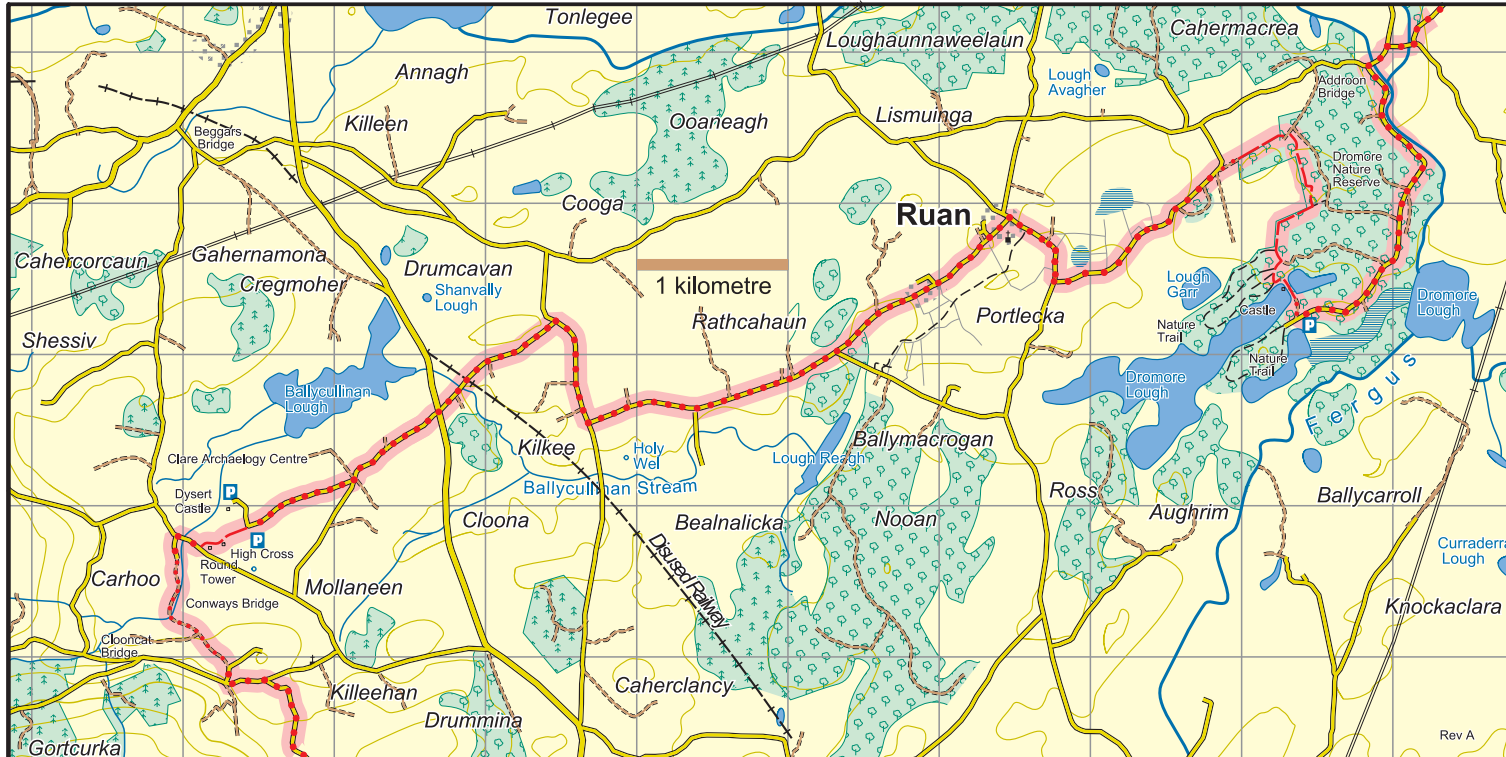 Tonlegee
Cahermacrea
Loughaunnaweelaun
Annagh
Lough
Avagher
Addroon
Bridge
Beggars
Bridge
Killeen
Ooaneagh
Lismuinga
Dromore
Nature
Reserve
Cooga
Ruan
Cahercorcaun
Gahernamona
Cregmoher
Drumcavan
Shanvally
Lough
1 kilometre
Lough
Garr
Castle
Dromore
Lough
Rathcahaun
Portlecka
Nature
Trail
P
Shessiv
Nature
Trail
Ballycullinan
Lough
Dromore
Lough
Fergus
Kilkee
Holy
Wel
Ballymacrogan
Lough Reagh
Clare Archaelogy Centre
Ballycullinan Stream
P
Dysert
Castle
Cloona
Bealnalicka
Nooan
Ross
Aughrim
Ballycarroll
P
High Cross
Round
Tower
Disused Railway
Curraderra
Lough
Carhoo
Mollaneen
Conways Bridge
Knockaclara
Clooncat
Bridge
Killeehan
Caherclancy
Drummina
Gortcurka
Rev A